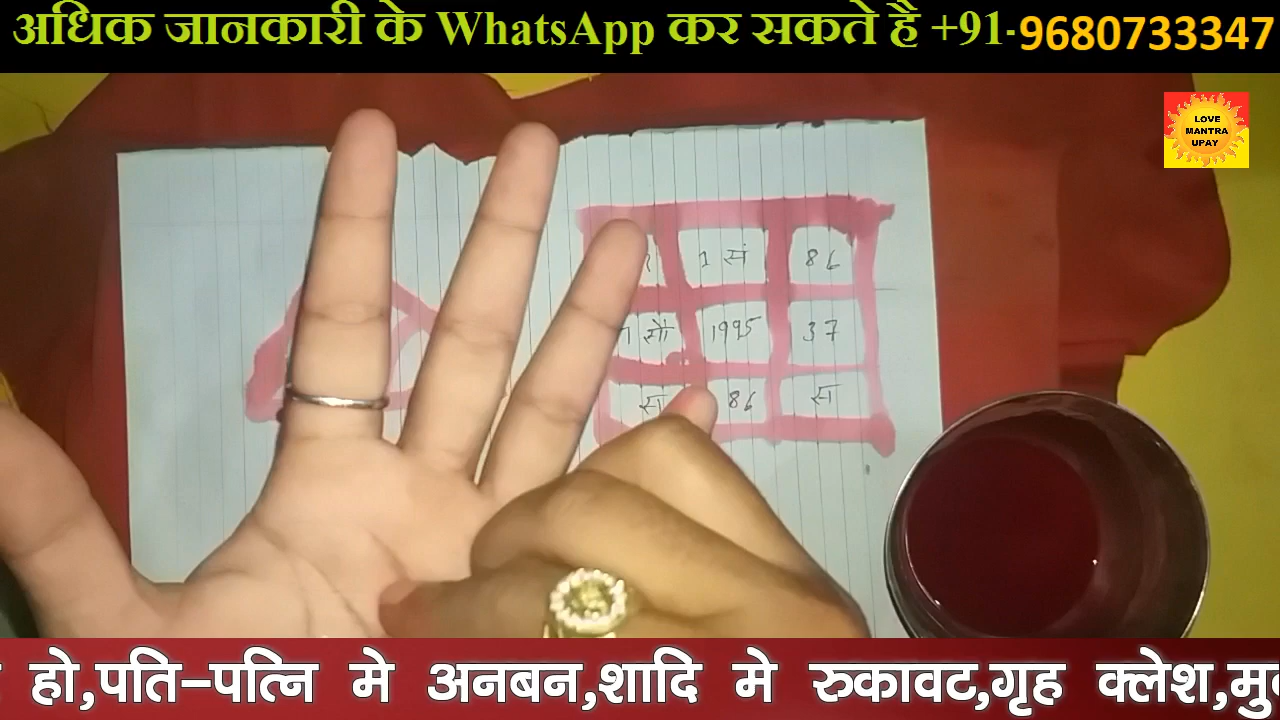 अधिक जानकारी के WhatsApp कर सकते है +91-9680733347
LOVE
MANTRA
UPAY
1 सं 86
सौ 1995 37
स 86 स
हो,पति-पत्नि मे अनबन,शादि मे रुकावट,गृह क्लेश,